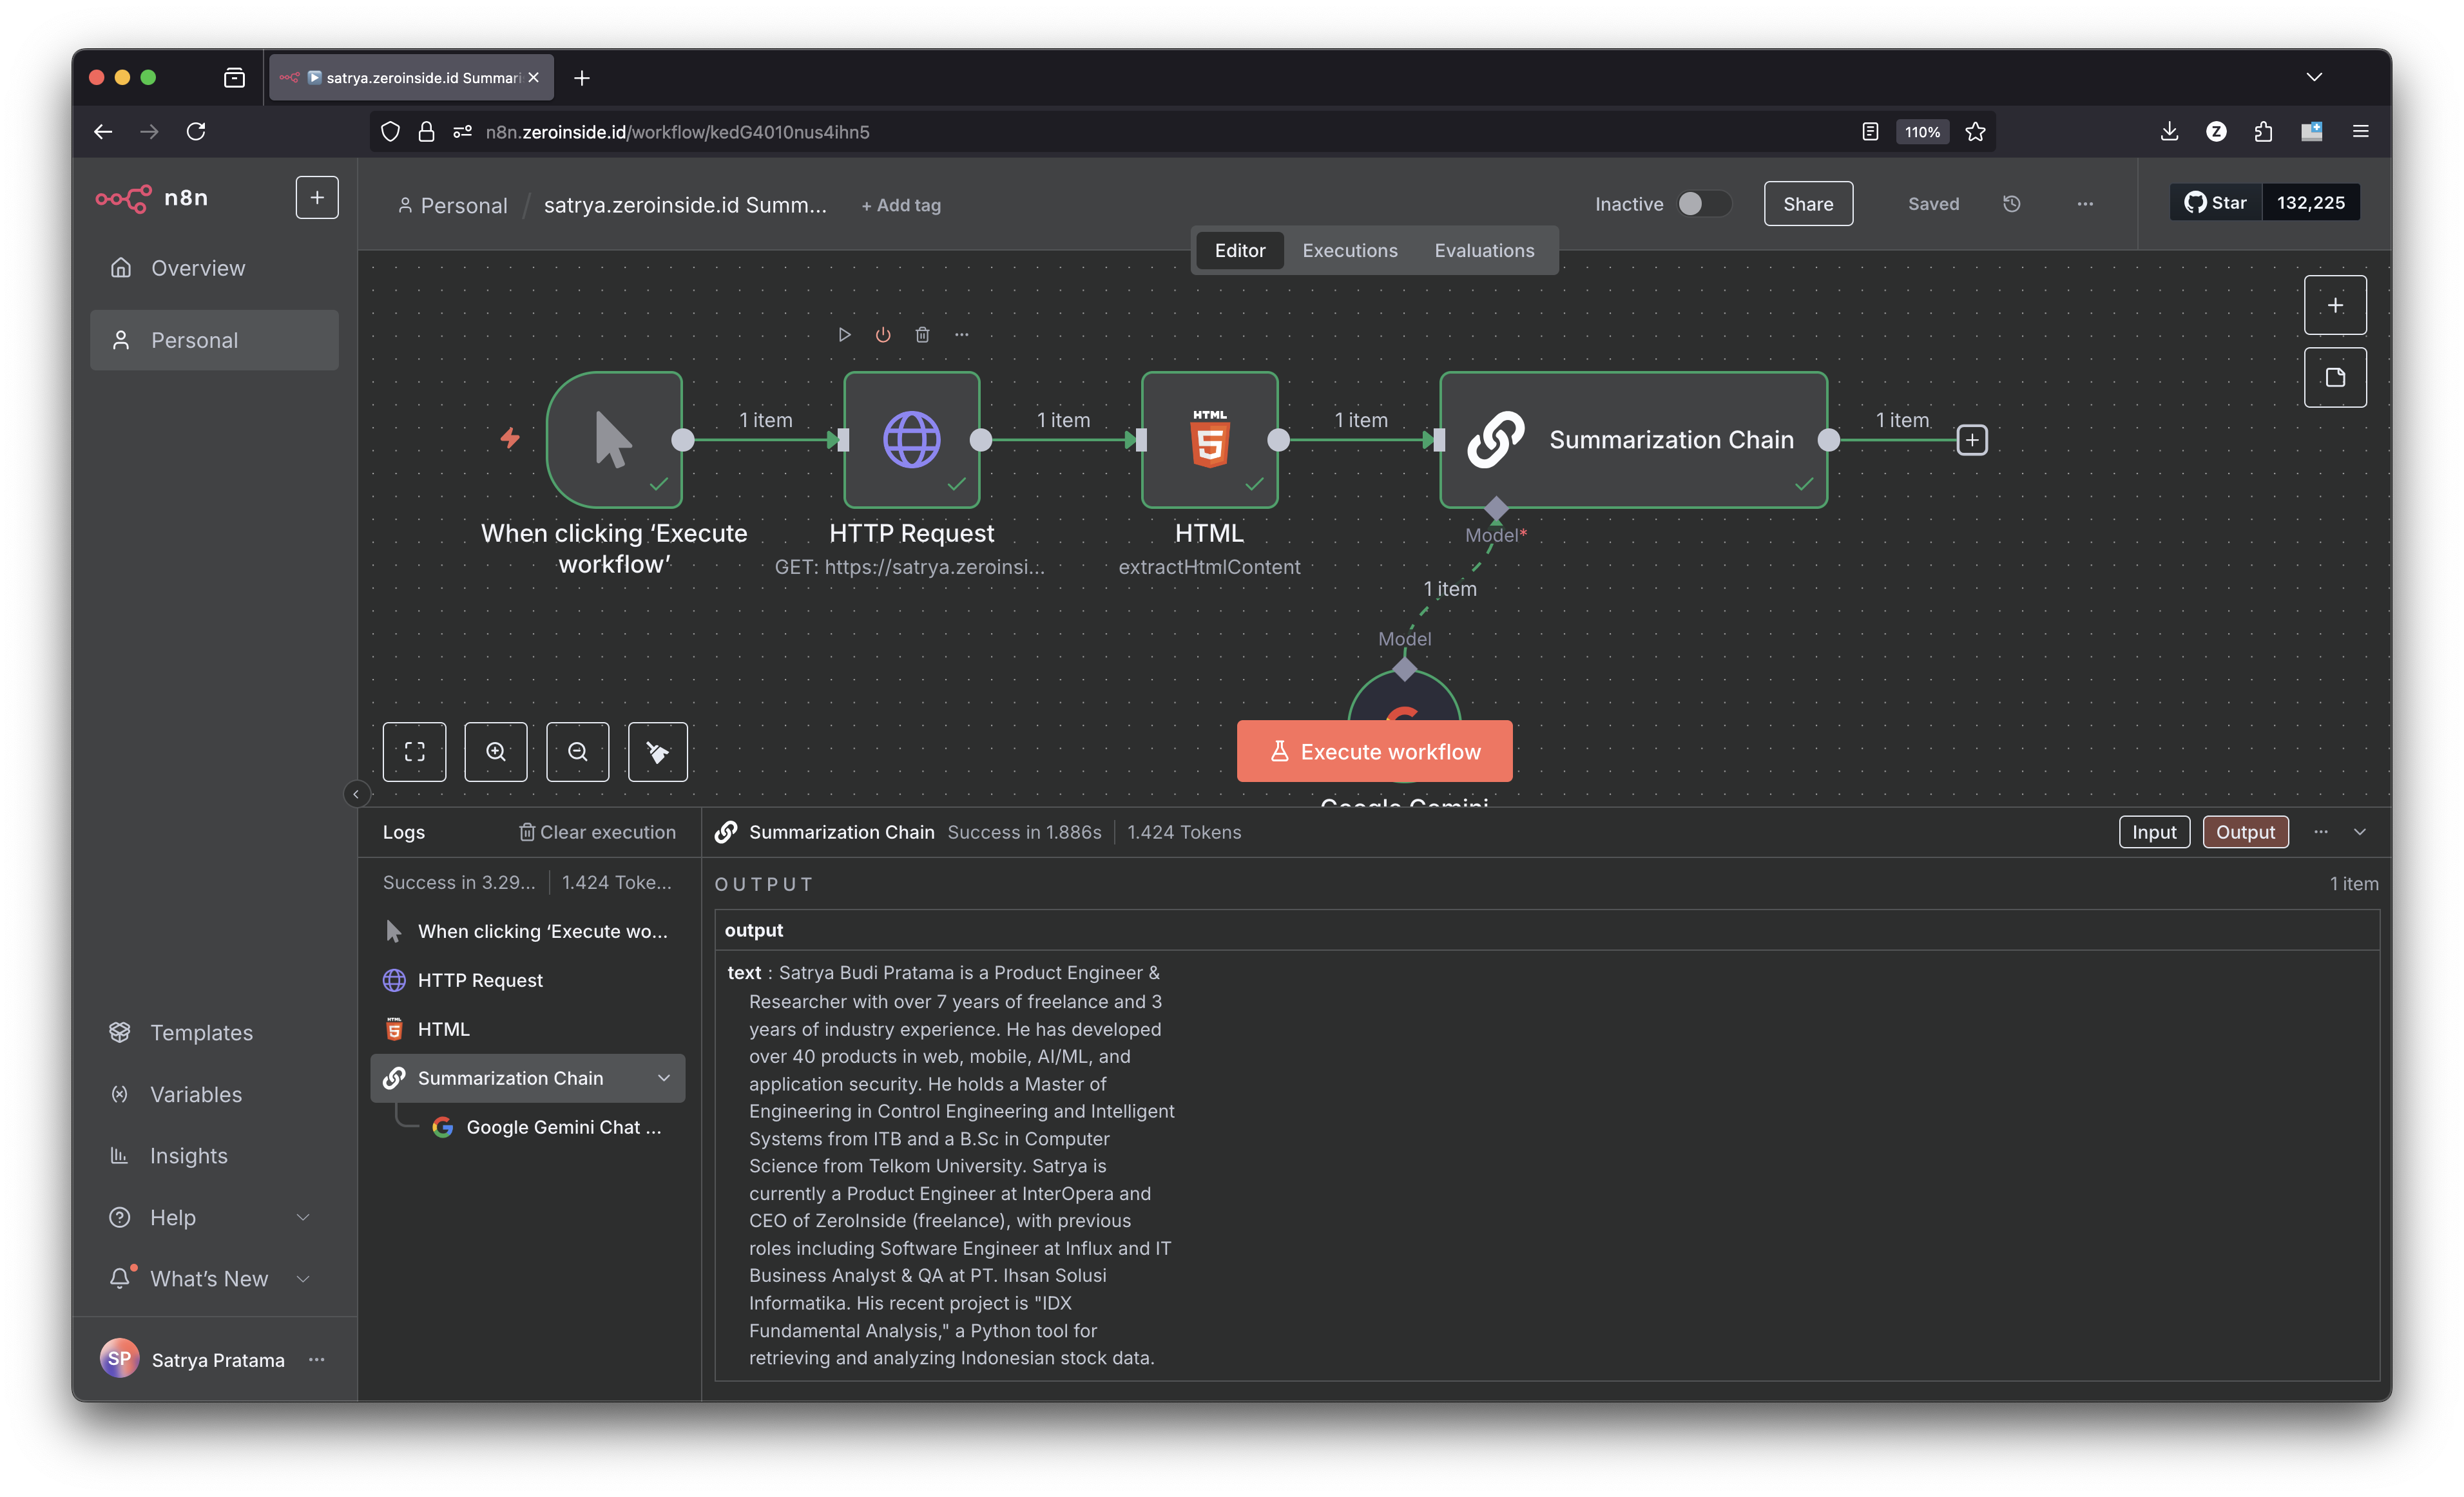 satrya.zeroinside.id Summari
n8n.zeroinside.id/workflow/kedG4010nus4ihn5
110%
Z
n8n
Personal / satrya.zeroinside.id Summ...
+ Add tag
Inactive
Share
Saved
Star
132,225
Editor
Executions
Evaluations
Overview
Personal
1 item
1 item
1 item
1 item
HTML
5
Summarization Chain
When clicking ‘Execute
workflow’
HTTP Request
GET: https://satrya.zeroinsi...
HTML
extractHtmlContent
Model*
1 item
Model
Execute workflow
Google Gemini
Logs
Clear execution
Summarization Chain
Success in 1.886s
1.424 Tokens
Input
Output
Success in 3.29...
1.424 Toke...
OUTPUT
1 item
When clicking ‘Execute wo...
HTTP Request
HTML
Summarization Chain
Google Gemini Chat ...
output
text : Satrya Budi Pratama is a Product Engineer &
Researcher with over 7 years of freelance and 3
years of industry experience. He has developed
over 40 products in web, mobile, AI/ML, and
application security. He holds a Master of
Engineering in Control Engineering and Intelligent
Systems from ITB and a B.Sc in Computer
Science from Telkom University. Satrya is
currently a Product Engineer at InterOpera and
CEO of ZeroInside (freelance), with previous
roles including Software Engineer at Influx and IT
Business Analyst & QA at PT. Ihsan Solusi
Informatika. His recent project is "IDX
Fundamental Analysis," a Python tool for
retrieving and analyzing Indonesian stock data.
Templates
Variables
Insights
Help
What’s New
SP
Satrya Pratama